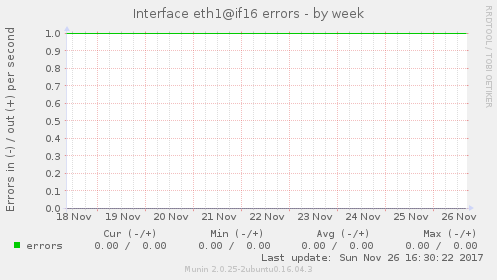 Interface eth1@if16 errors - by week
RRDTOOL / TOBI OETIKER
Errors in (-) / out (+) per second
1.0
0.9
0.8
0.7
0.6
0.5
0.4
0.3
0.2
0.1
0.0
18 Nov 19 Nov 20 Nov 21 Nov 22 Nov 23 Nov 24 Nov 25 Nov 26 Nov
Cur (-/+) Min (-/+) Avg (-/+) Max (-/+)
errors 0.00 / 0.00 0.00 / 0.00 0.00 / 0.00 0.00 / 0.00
Last update: Sun Nov 26 16:30:22 2017
Munin 2.0.25-2ubuntu0.16.04.3